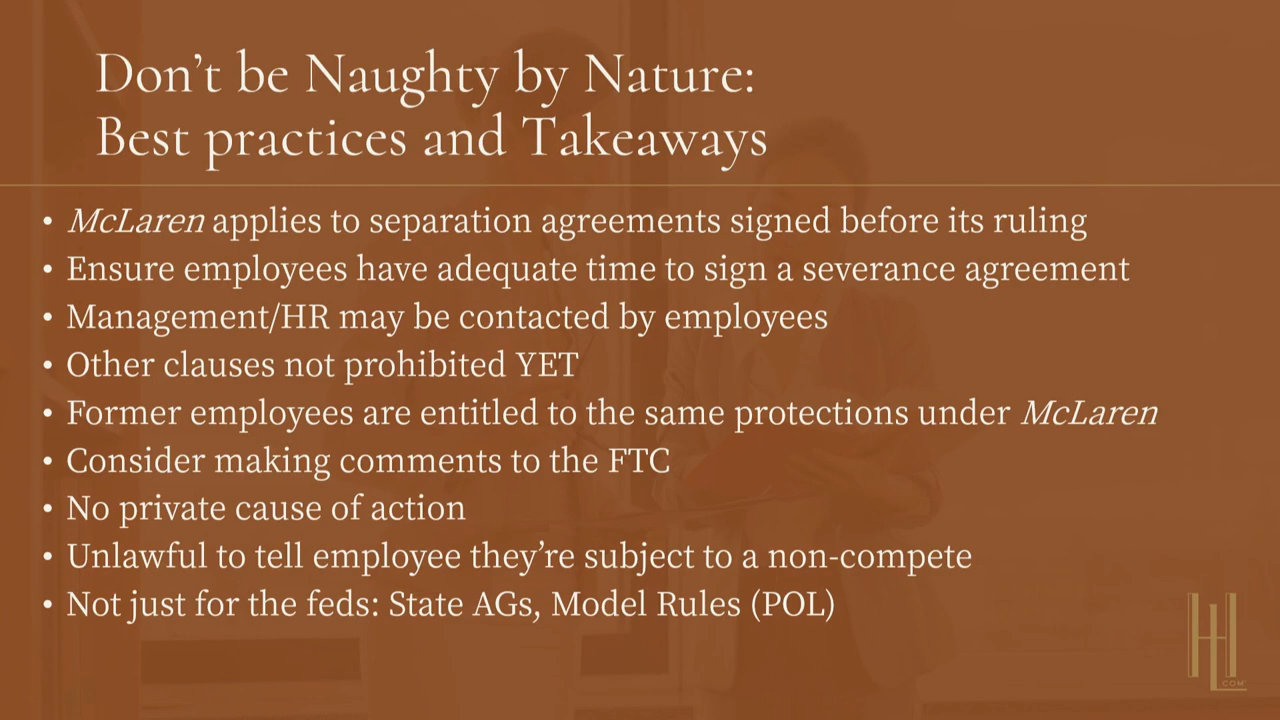 Don’t be Naughty by Nature:
Best practices and Takeaways
• McLaren applies to separation agreements signed before its ruling
• Ensure employees have adequate time to sign a severance agreement
• Management/HR may be contacted by employees
• Other clauses not prohibited YET
• Former employees are entitled to the same protections under McLaren
• Consider making comments to the FTC
• No private cause of action
• Unlawful to tell employee they’re subject to a non-compete
• Not just for the feds: State AGs, Model Rules (POL)
HL
.COM